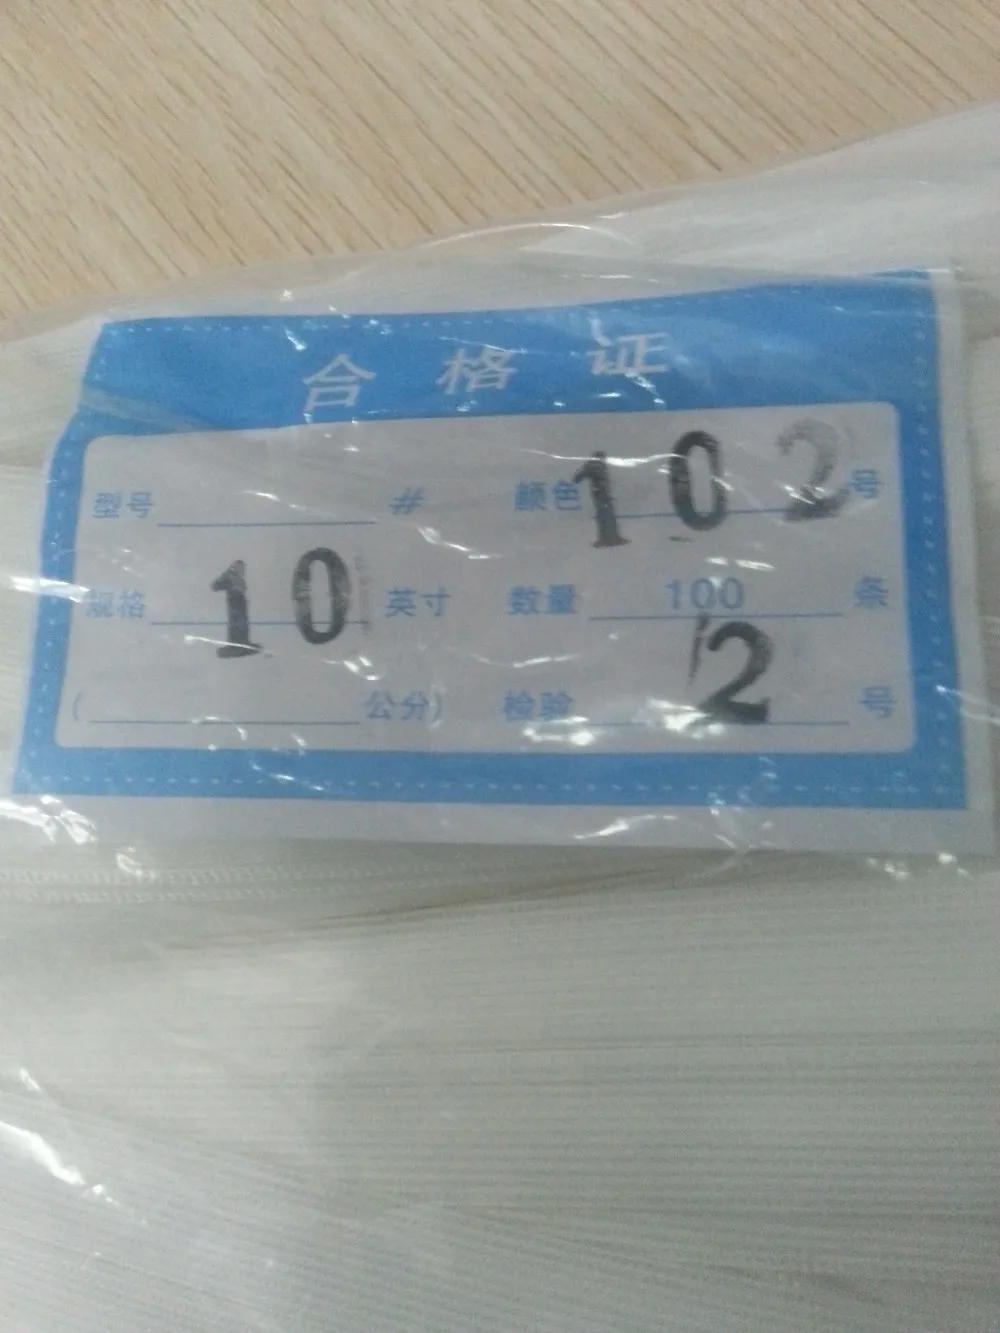 合格证
型号 # 颜色 102 号
规格 10 英寸 数量 100 条
( 公分) 检验 2 号